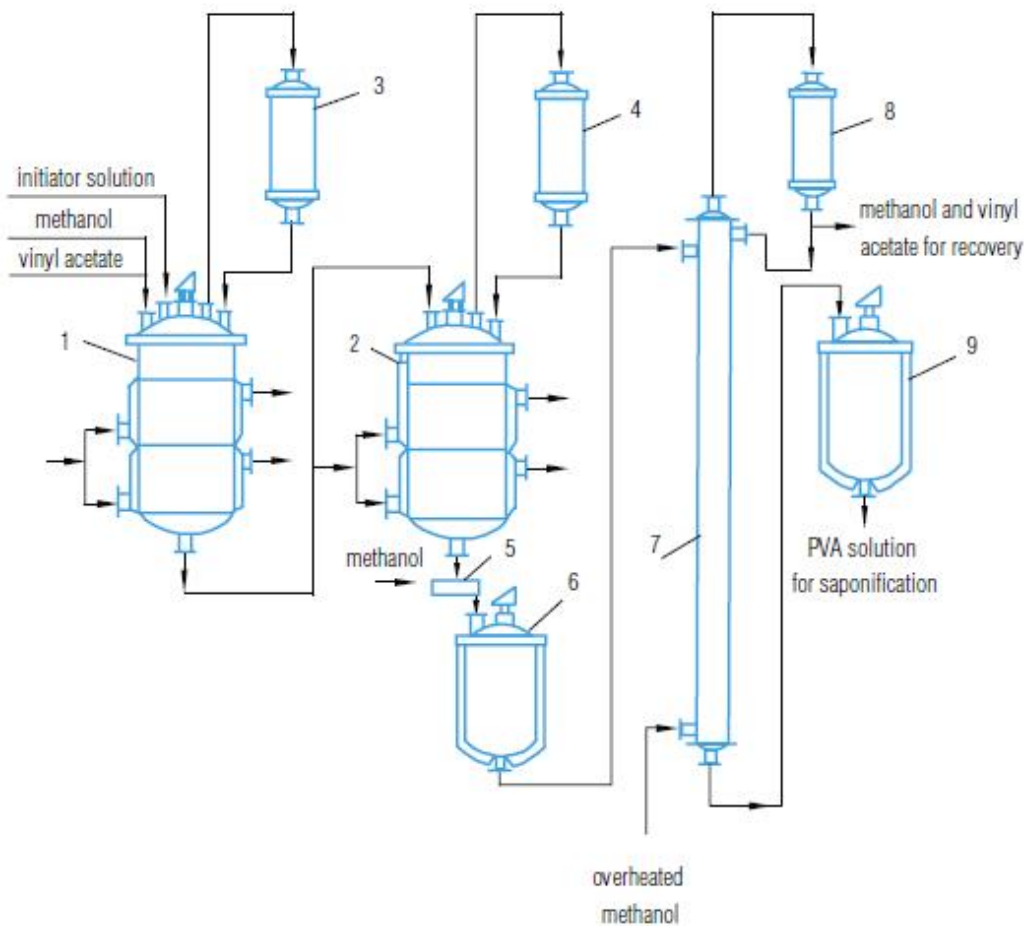 3
4
8
initiator solution
methanol
vinyl acetate
methanol and vinyl
acetate for recovery
1
2
9
7
PVA solution
for saponification
methanol
5
6
overheated
methanol